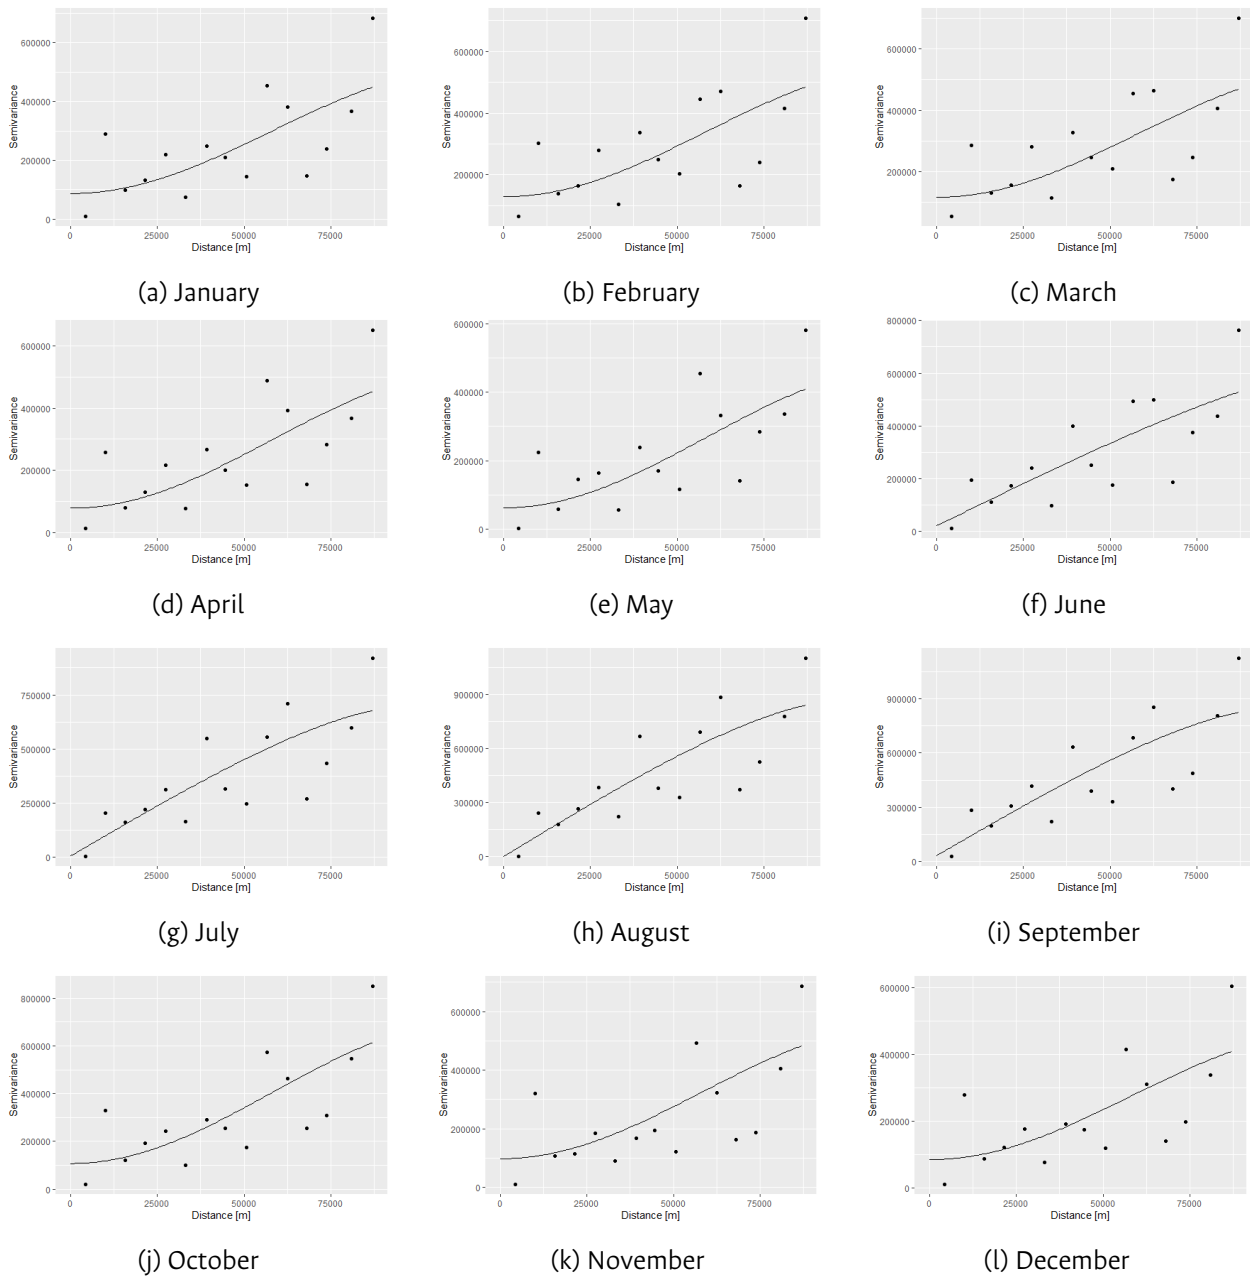 Semivariance
600000
400000
200000
0
0 25000 50000 75000
Distance [m]
(a) January
Semivariance
600000
400000
200000
0 25000 50000 75000
Distance [m]
(b) February
Semivariance
600000
400000
200000
0 25000 50000 75000
Distance [m]
(c) March
Semivariance
600000
400000
200000
0
0 25000 50000 75000
Distance [m]
(d) April
Semivariance
600000
400000
200000
0
0 25000 50000 75000
Distance [m]
(e) May
Semivariance
800000
600000
400000
200000
0
0 25000 50000 75000
Distance [m]
(f) June
Semivariance
750000
500000
250000
0
0 25000 50000 75000
Distance [m]
(g) July
Semivariance
900000
600000
300000
0
0 25000 50000 75000
Distance [m]
(h) August
Semivariance
900000
600000
300000
0
0 25000 50000 75000
Distance [m]
(i) September
Semivariance
800000
600000
400000
200000
0
0 25000 50000 75000
Distance [m]
(j) October
Semivariance
600000
400000
200000
0
0 25000 50000 75000
Distance [m]
(k) November
Semivariance
600000
400000
200000
0
0 25000 50000 75000
Distance [m]
(l) December